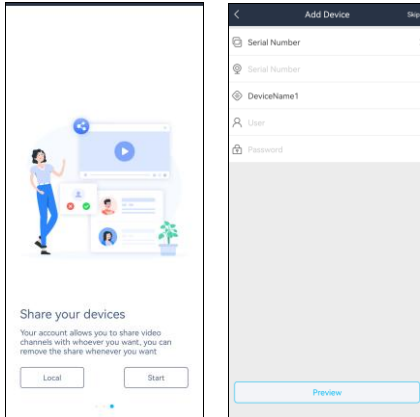 Share your devices
Your account allows you to share video
channels with whoever you want, you can
remove the share whenever you want
Local
Start
Add Device
Skip
Serial Number
Serial Number
DeviceName1
User
Password
Preview